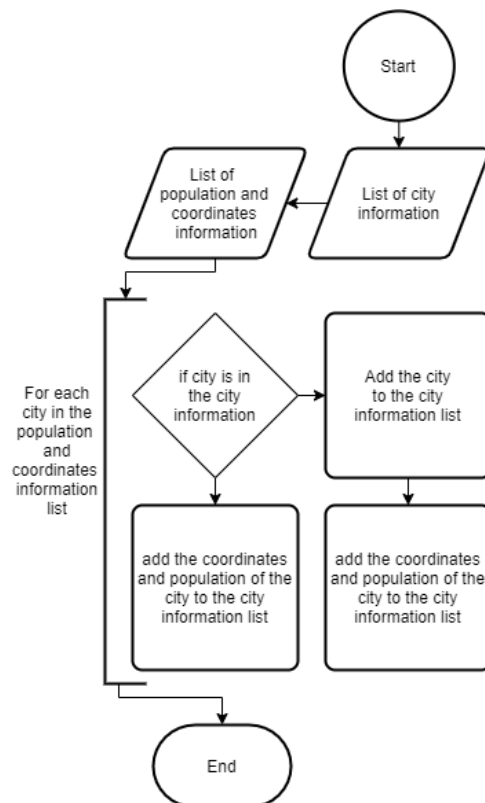 Start
List of
population and
coordinates
information
List of city
information
For each
city in the
population
and
coordinates
information
list
if city is in
the city
information
Add the city
to the city
information list
add the coordinates
and population of the
city to the city
information list
add the coordinates
and population of the
city to the city
information list
End